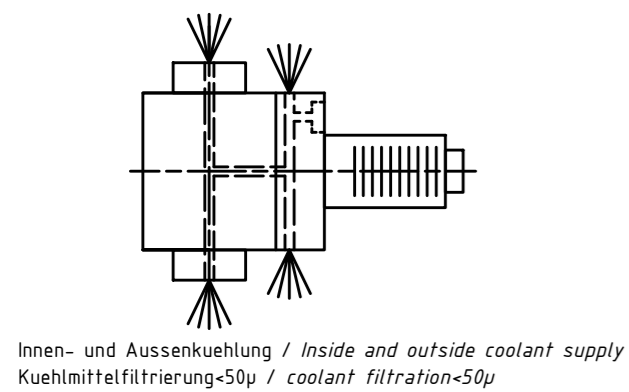 Innen- und Aussenkuehlung / Inside and outside coolant supply
Kuehlmittelfiltrierung<50µ / coolant filtration<50µ